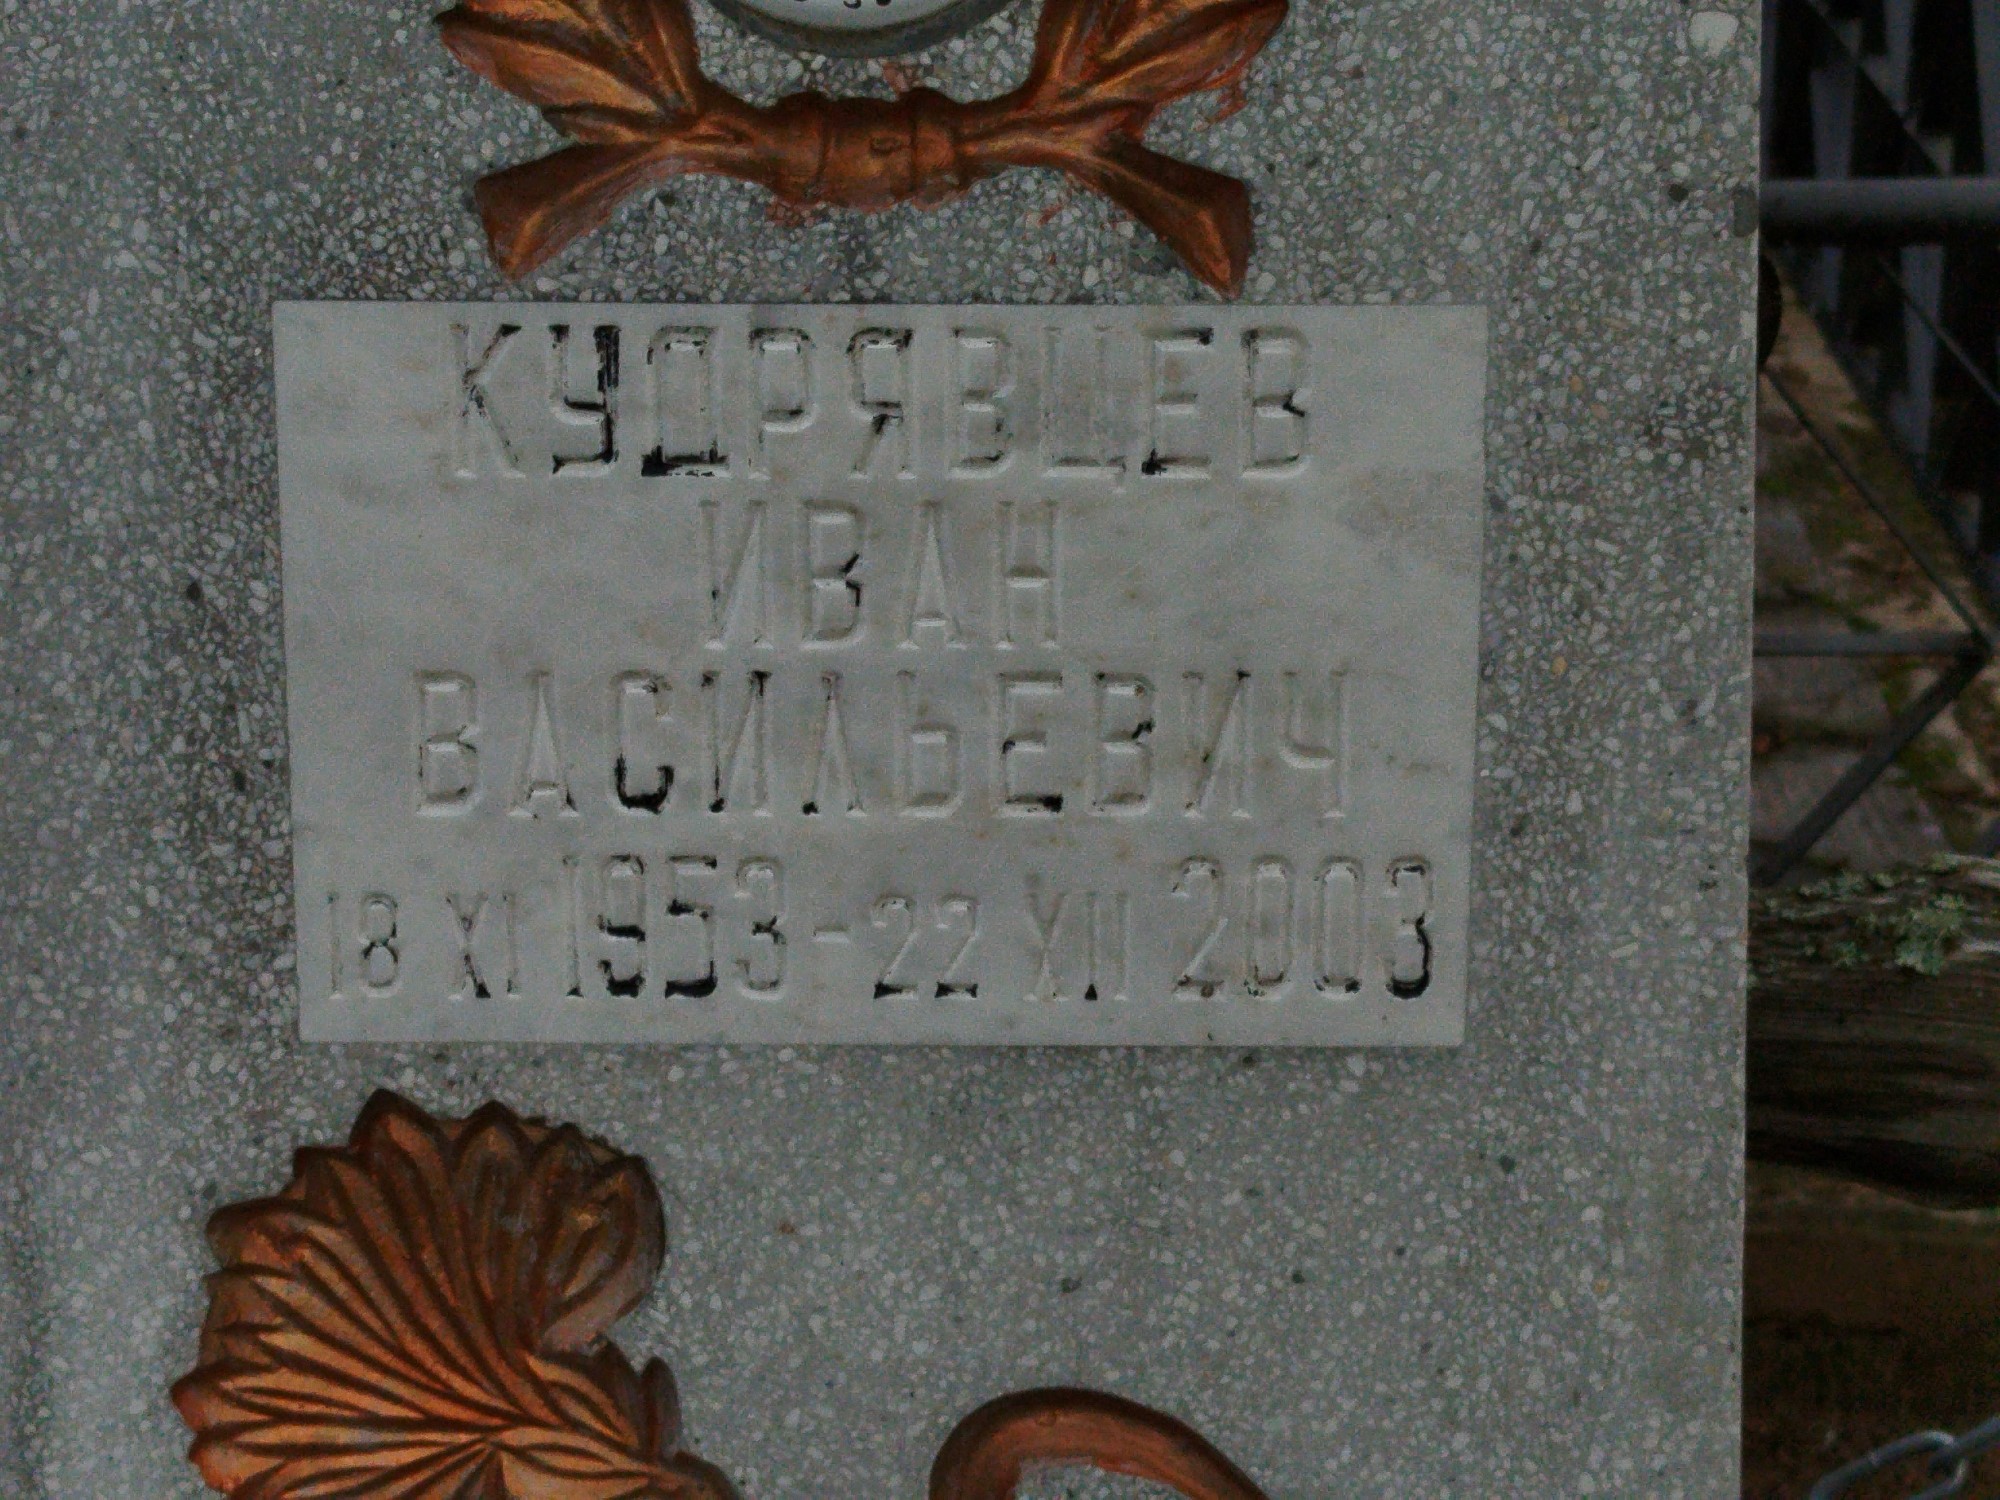 КУДРЯВЦЕВ
ИВАН
ВАСИЛЬЕВИЧ
18 XI 1953-22 XII 2003